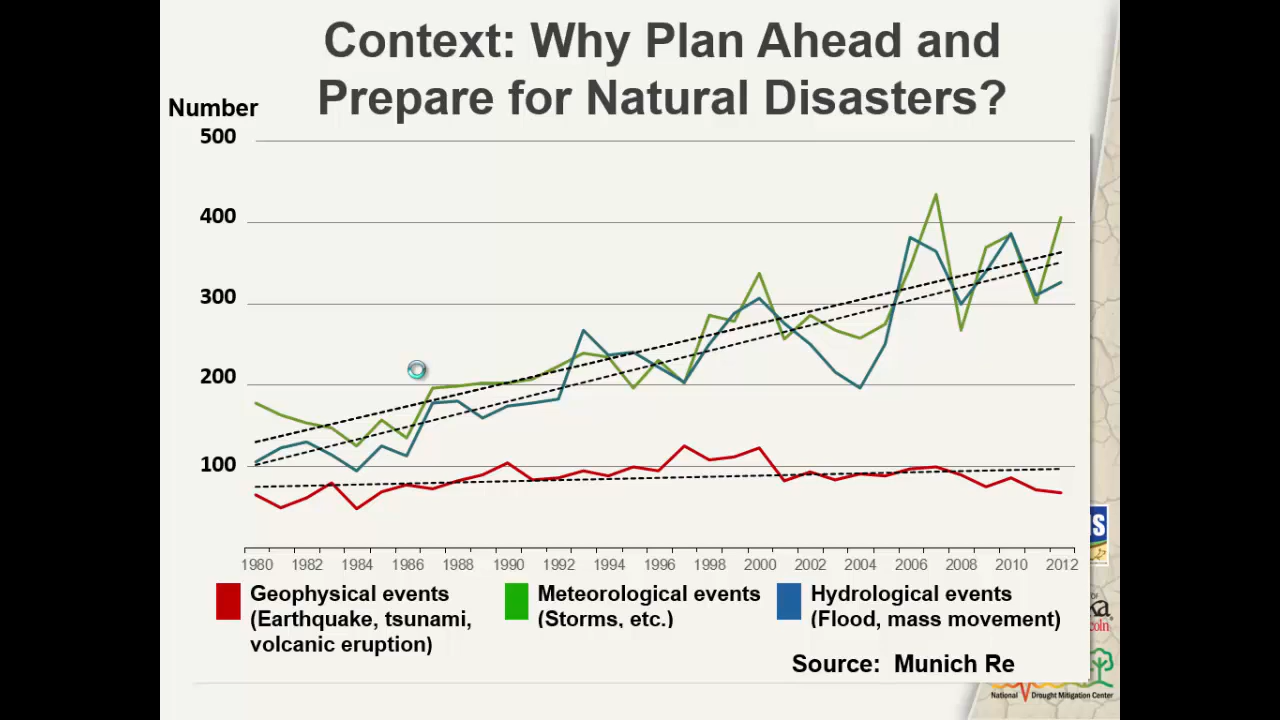 Context: Why Plan Ahead and
Prepare for Natural Disasters?
Number
500
400
300
200
100
1980 1982 1984 1986 1988 1990 1992 1994 1996 1998 2000 2002 2004 2006 2008 2010 2012
Geophysical events
(Earthquake, tsunami,
volcanic eruption)
Meteorological events
(Storms, etc.)
Hydrological events
(Flood, mass movement)
Source: Munich Re
National Drought Mitigation Center